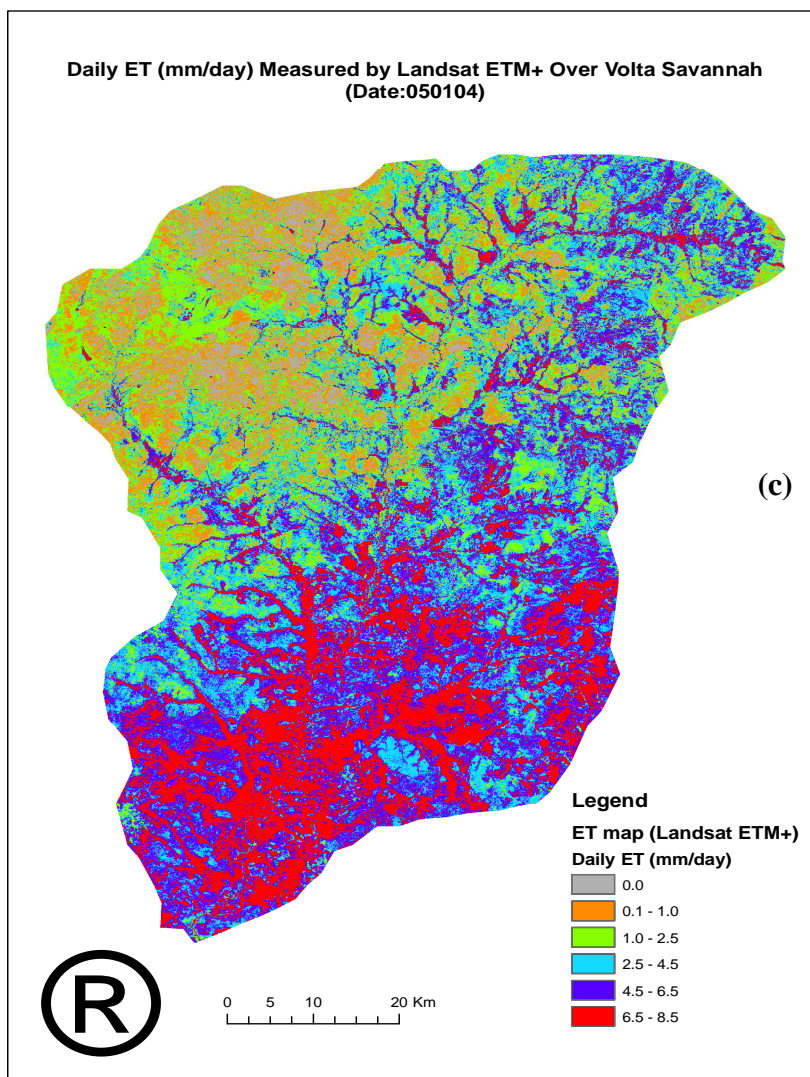 Daily ET (mm/day) Measured by Landsat ETM+ Over Volta Savannah
(Date:050104)
(c)
Legend
ET map (Landsat ETM+)
Daily ET (mm/day)
0.0
0.1 - 1.0
1.0 - 2.5
2.5 - 4.5
4.5 - 6.5
6.5 - 8.5
®
0 5 10 20 Km